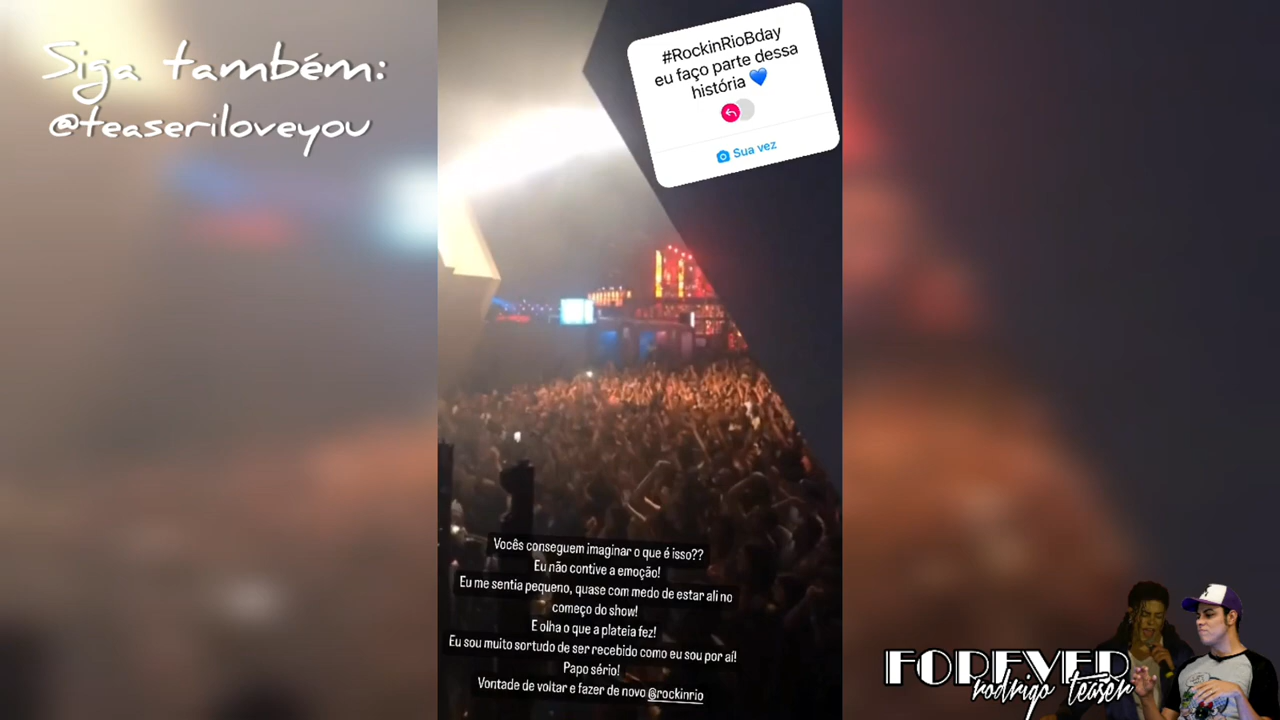 Siga também:
@teaseriloveyou
#RockinRioBday
eu faço parte dessa
história 💙
Sua vez
Vocês conseguem imaginar o que é isso??
Eu não contive a emoção!
Eu me sentia pequeno, quase com medo de estar ali no
começo do show!
E olha o que a plateia fez!
Eu sou muito sortudo de ser recebido como eu sou por aí!
Papo sério!
Vontade de voltar e fazer de novo @rockinrio
FOREVER
rodrigo teaser